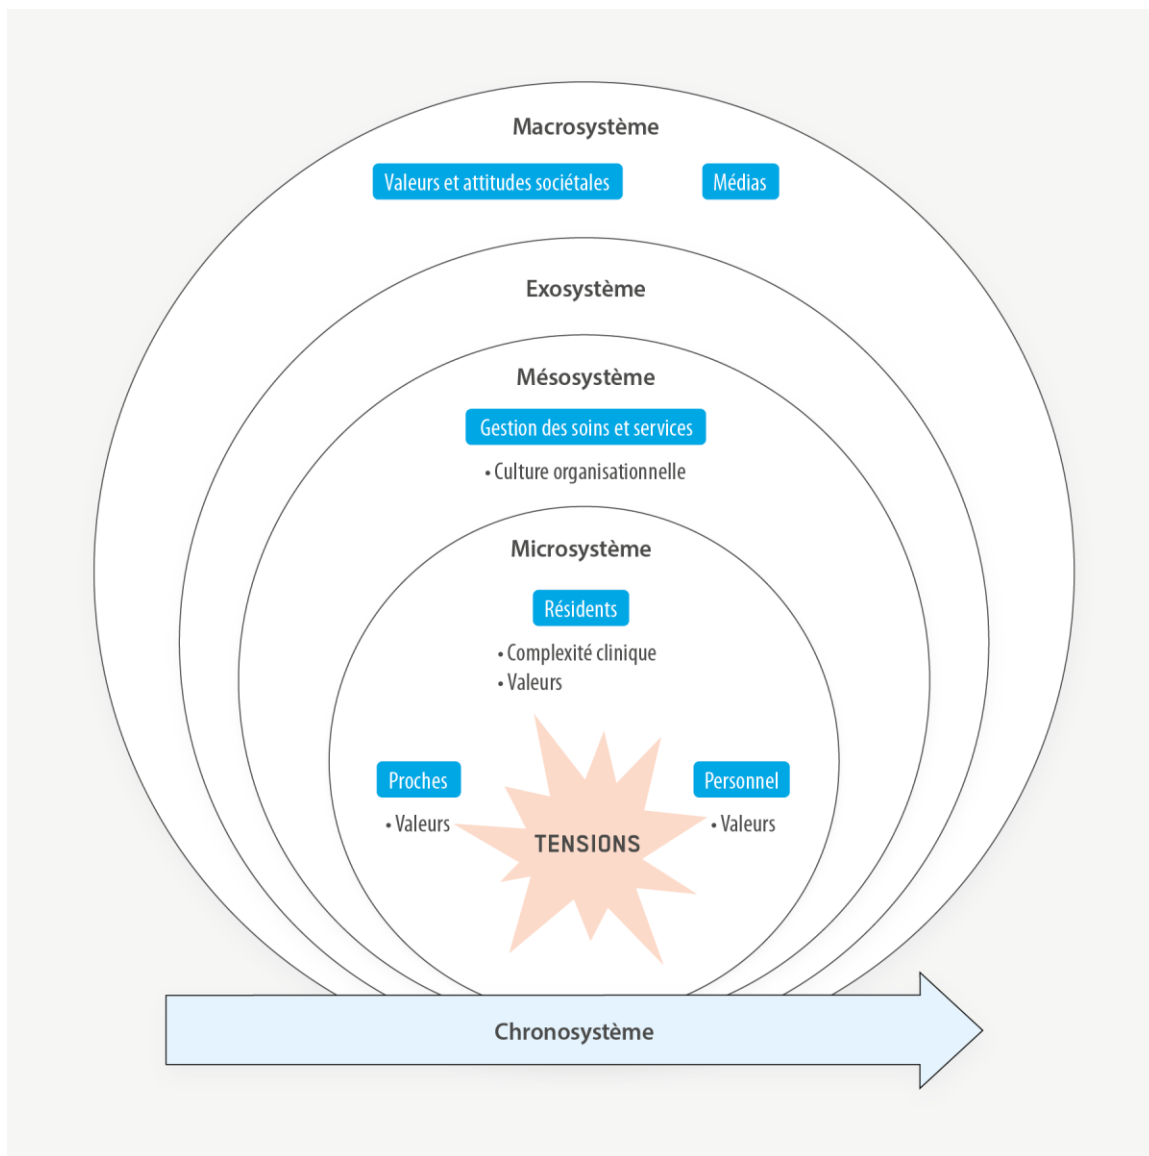 Macrosystème
Valeurs et attitudes sociétales
Médias
Exosystème
Mésosystème
Gestion des soins et services
• Culture organisationnelle
Microsystème
Résidents
• Complexité clinique
• Valeurs
Proches
• Valeurs
Personnel
• Valeurs
TENSIONS
Chronosystème